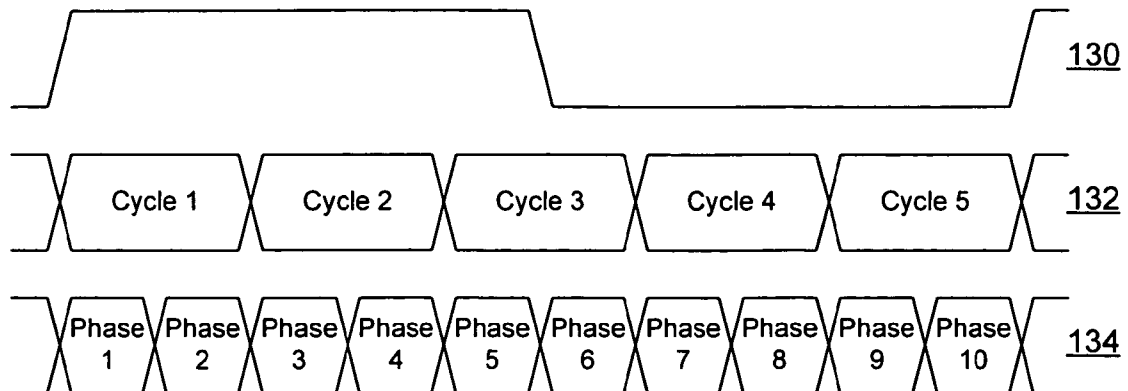 130
Cycle 1 Cycle 2 Cycle 3 Cycle 4 Cycle 5 132
Phase Phase Phase Phase Phase Phase Phase Phase Phase Phase
1 2 3 4 5 6 7 8 9 10 134